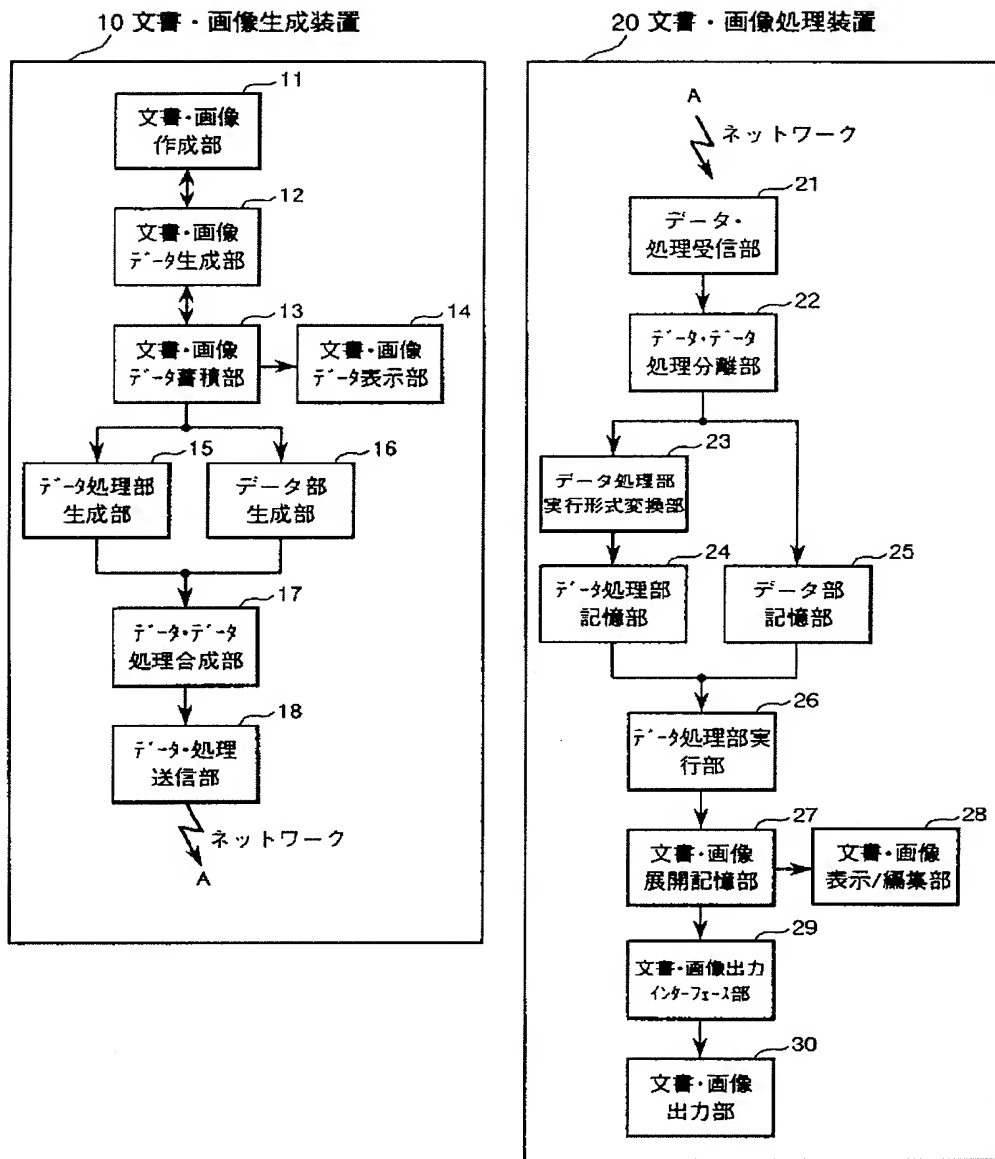 10 文書・画像生成装置
11
文書・画像
作成部
12
文書・画像
データ生成部
13
文書・画像
データ蓄積部
14
文書・画像
データ表示部
15
データ処理部
生成部
16
データ部
生成部
17
データ・データ
処理合成部
18
データ・処理
送信部
ネットワーク
A
20 文書・画像処理装置
A
ネットワーク
21
データ・
処理受信部
22
データ・データ
処理分離部
23
データ処理部
実行形式変換部
24
データ処理部
記憶部
25
データ部
記憶部
26
データ処理部実
行部
27
文書・画像
展開記憶部
28
文書・画像
表示/編集部
29
文書・画像出力
インターフェース部
30
文書・画像
出力部